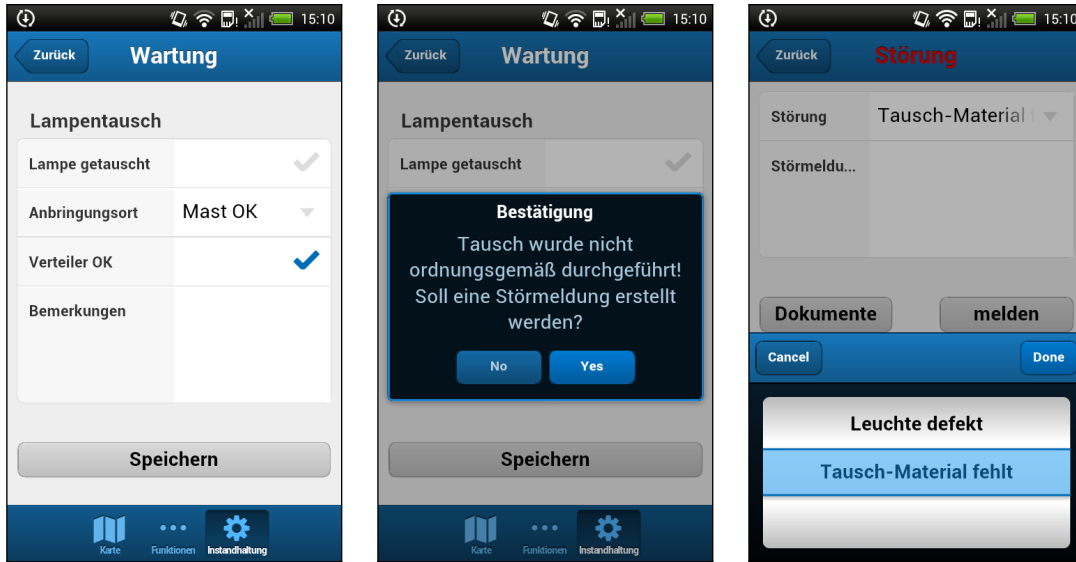 15:10
Zurück Wartung
Lampentausch
Lampe getauscht
Anbringungsort Mast OK
Verteiler OK
Bemerkungen
Speichern
Karte Funktionen Instandhaltung
15:10
Zurück Wartung
Lampentausch
Lampe getauscht
Bestätigung
Tausch wurde nicht
ordnungsgemäß durchgeführt!
Soll eine Störmeldung erstellt
werden?
No Yes
Speichern
Karte Funktionen Instandhaltung
15:10
Zurück Störung
Störung Tausch-Material
Störmeldu...
Dokumente melden
Cancel Done
Leuchte defekt
Tausch-Material fehlt